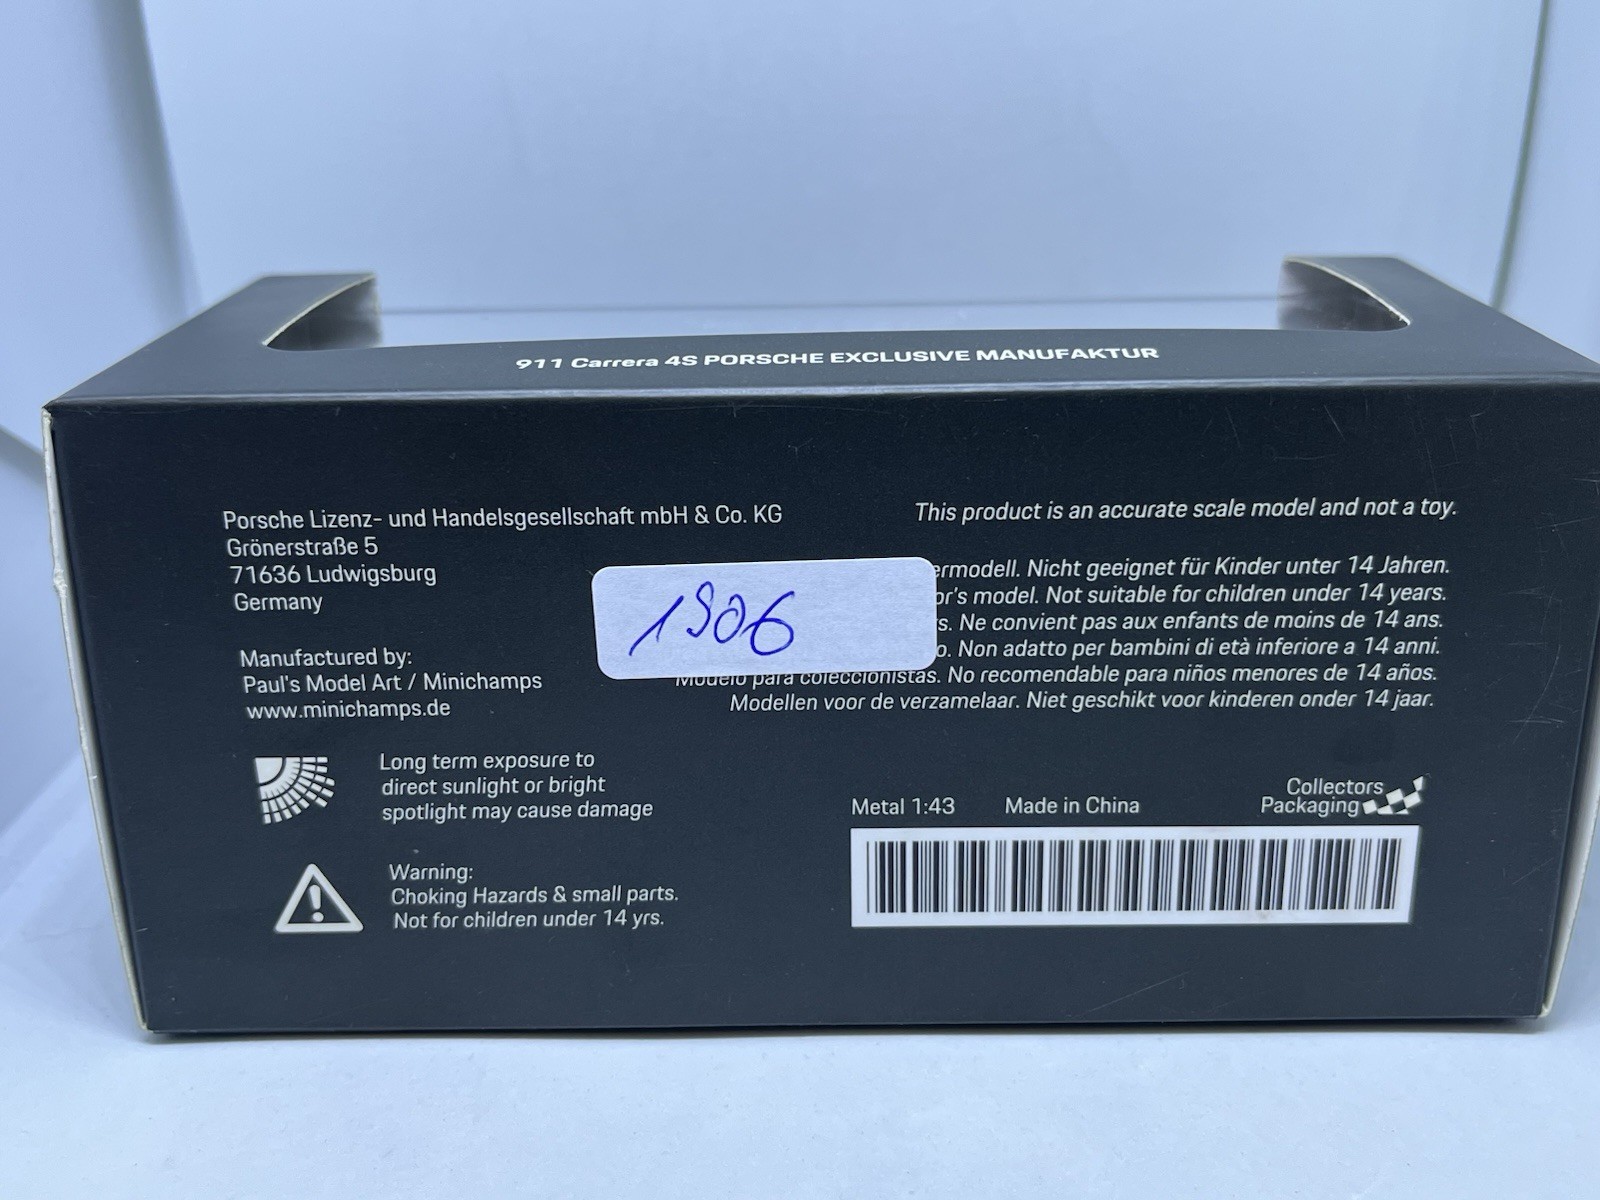 911 Carrera 4S PORSCHE EXCLUSIVE MANUFAKTUR
Porsche Lizenz- und Handelsgesellschaft mbH & Co. KG
Grönerstraße 5
71636 Ludwigsburg
Germany
Manufactured by:
Paul's Model Art / Minichamps
www.minichamps.de
Long term exposure to
direct sunlight or bright
spotlight may cause damage
Warning:
Choking Hazards & small parts.
Not for children under 14 yrs.
1906
This product is an accurate scale model and not a toy.
ermodell. Nicht geeignet für Kinder unter 14 Jahren.
or's model. Not suitable for children under 14 years.
s. Ne convient pas aux enfants de moins de 14 ans.
o. Non adatto per bambini di età inferiore a 14 anni.
Modelo para coleccionistas. No recomendable para niños menores de 14 años.
Modellen voor de verzamelaar. Niet geschikt voor kinderen onder 14 jaar.
Collectors
Packaging
Metal 1:43 Made in China